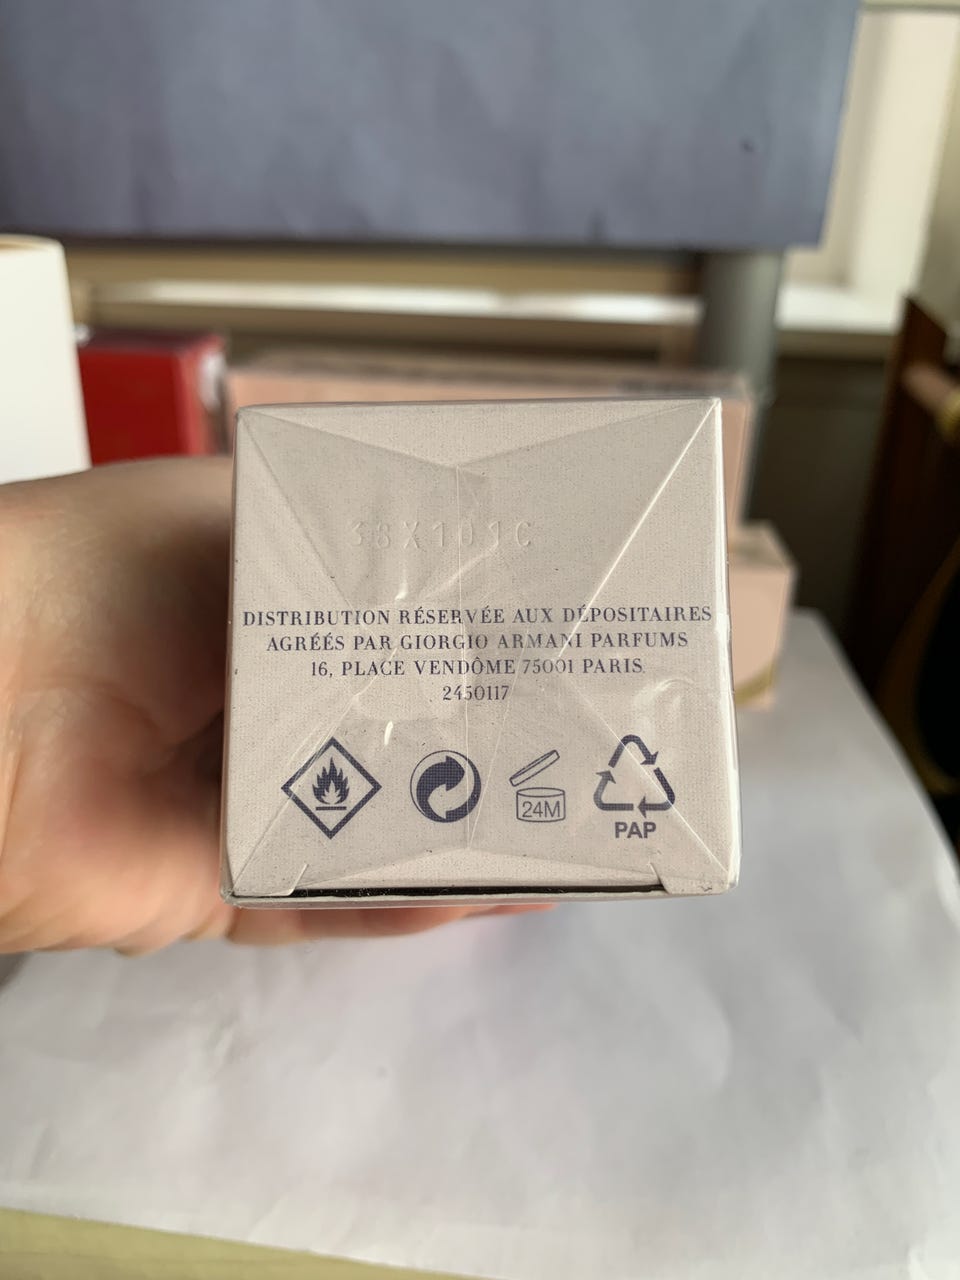 38X101C
DISTRIBUTION RÉSERVÉE AUX DÉPOSITAIRES
AGRÉÉS PAR GIORGIO ARMANI PARFUMS
16, PLACE VENDÔME 75001 PARIS
2450117
24M
PAP